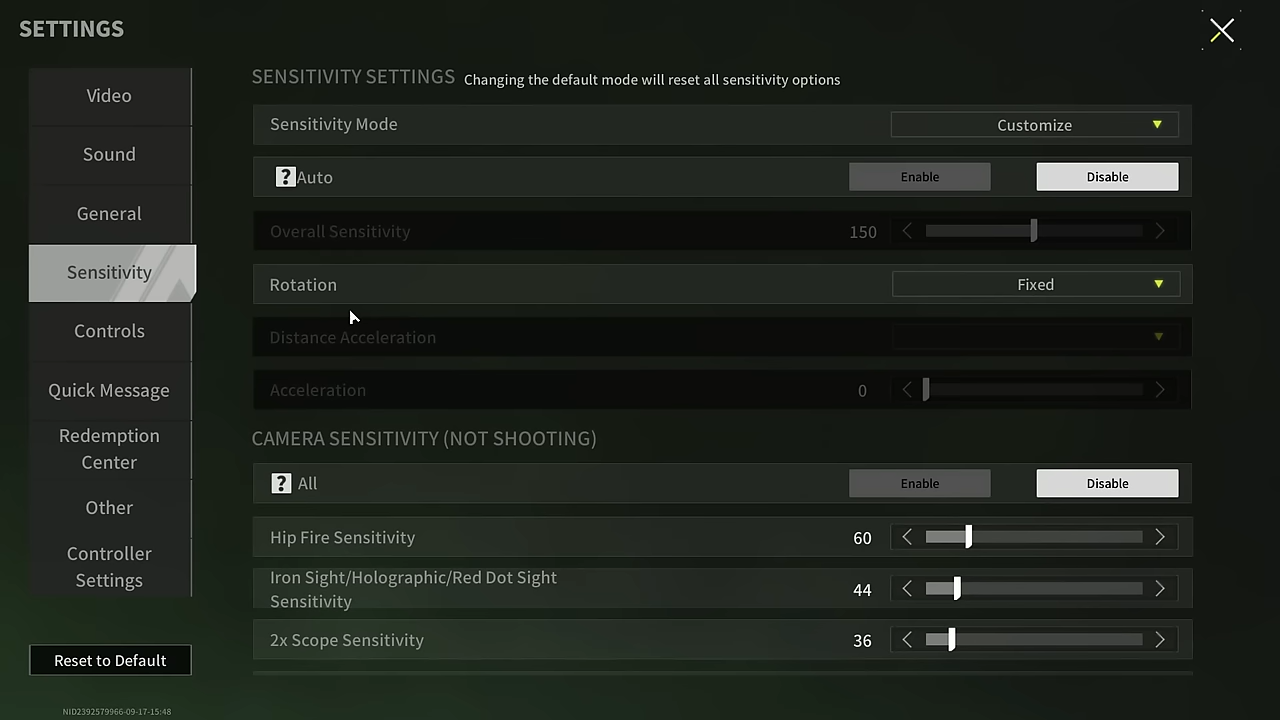 SETTINGS
Video
Sound
General
Sensitivity
Controls
Quick Message
Redemption
Center
Other
Controller
Settings
Reset to Default
NID2392579966-09-17-15:48
SENSITIVITY SETTINGS Changing the default mode will reset all sensitivity options
Sensitivity Mode Customize
? Auto Enable Disable
Overall Sensitivity 150
Rotation Fixed
Distance Acceleration
Acceleration 0
CAMERA SENSITIVITY (NOT SHOOTING)
? All Enable Disable
Hip Fire Sensitivity 60
Iron Sight/Holographic/Red Dot Sight
Sensitivity 44
2x Scope Sensitivity 36